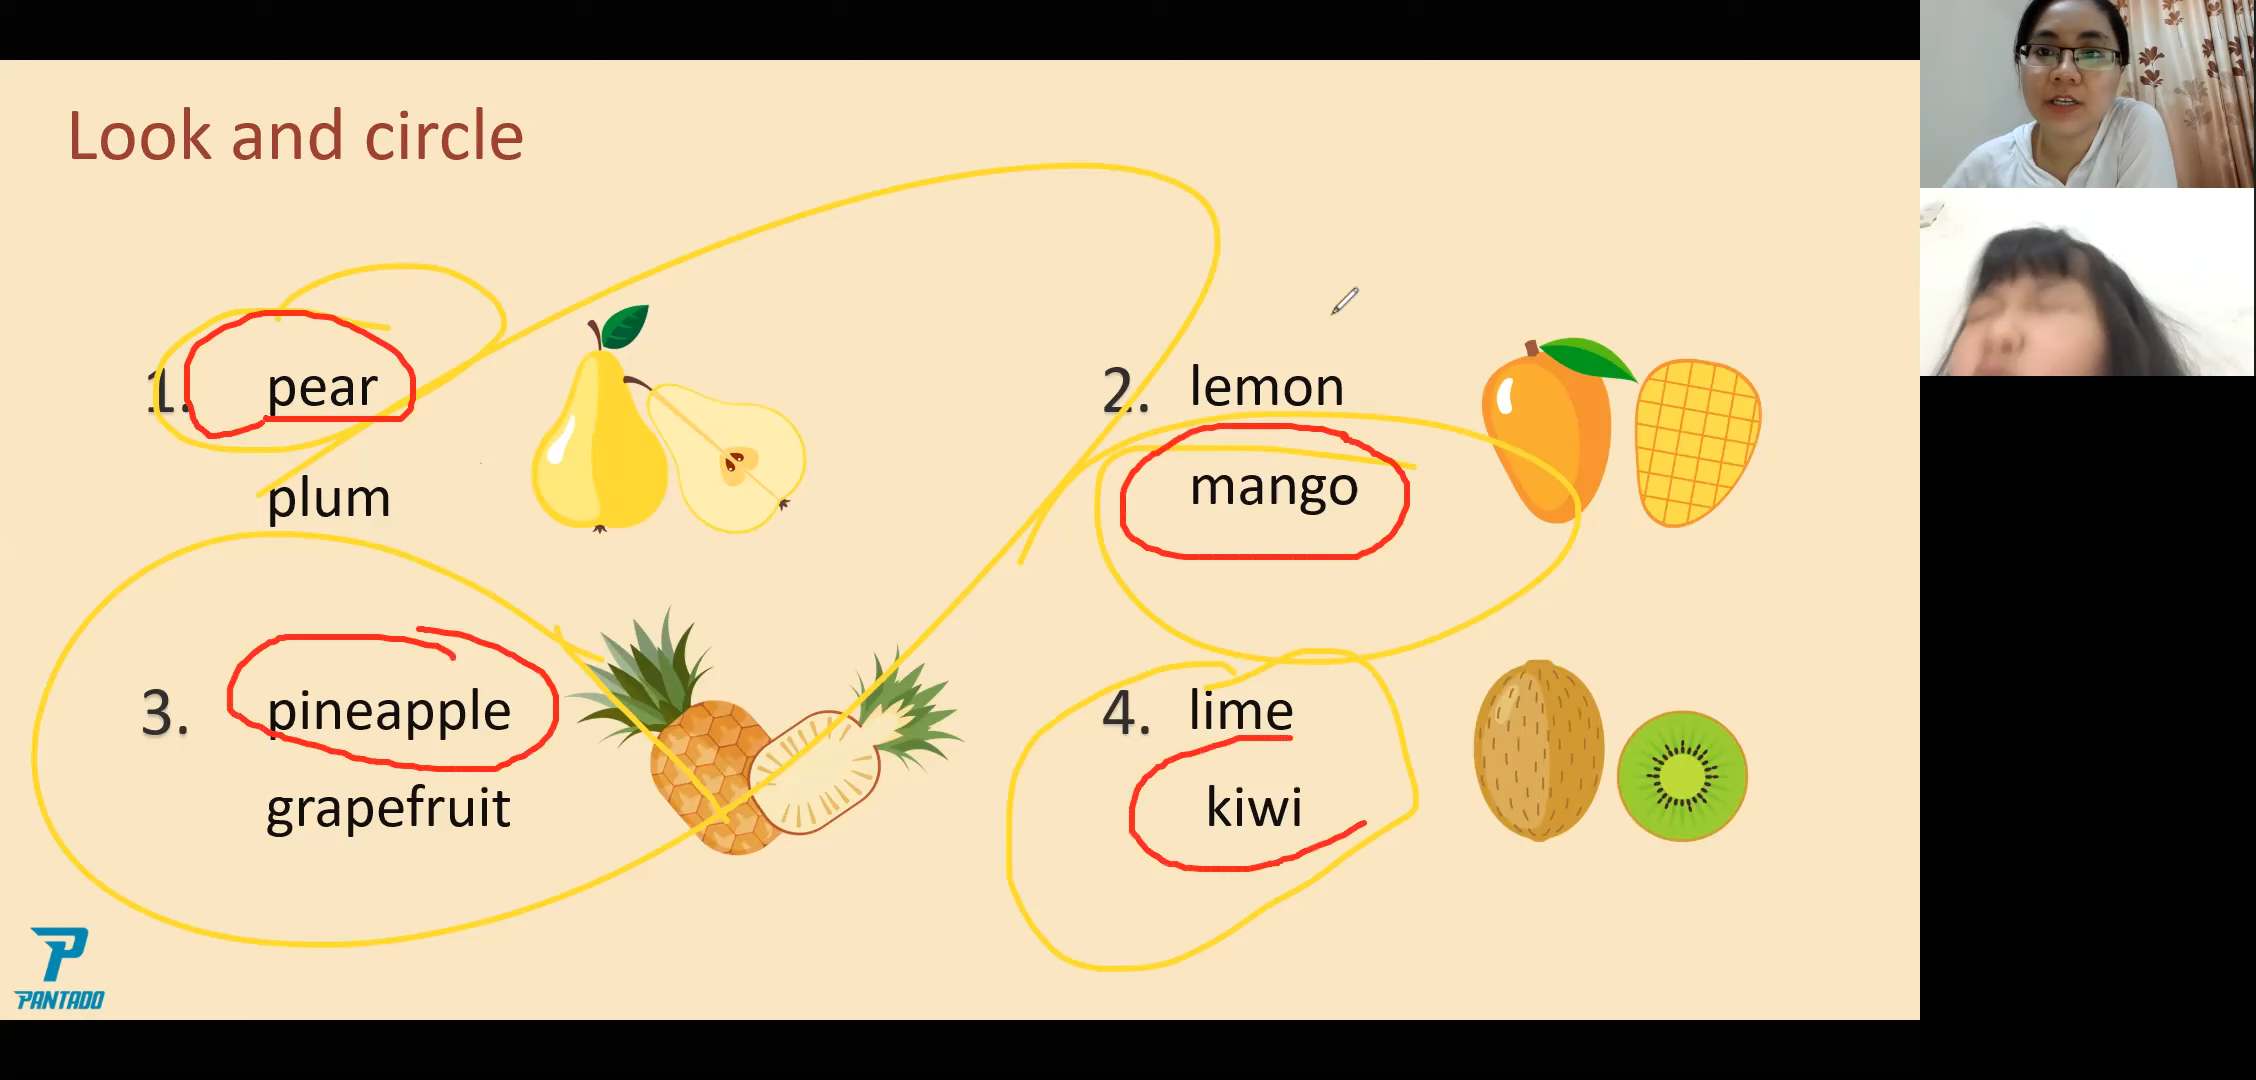 Look and circle
1. pear
plum
2. lemon
mango
3. pineapple
grapefruit
4. lime
kiwi
P
PANTADO